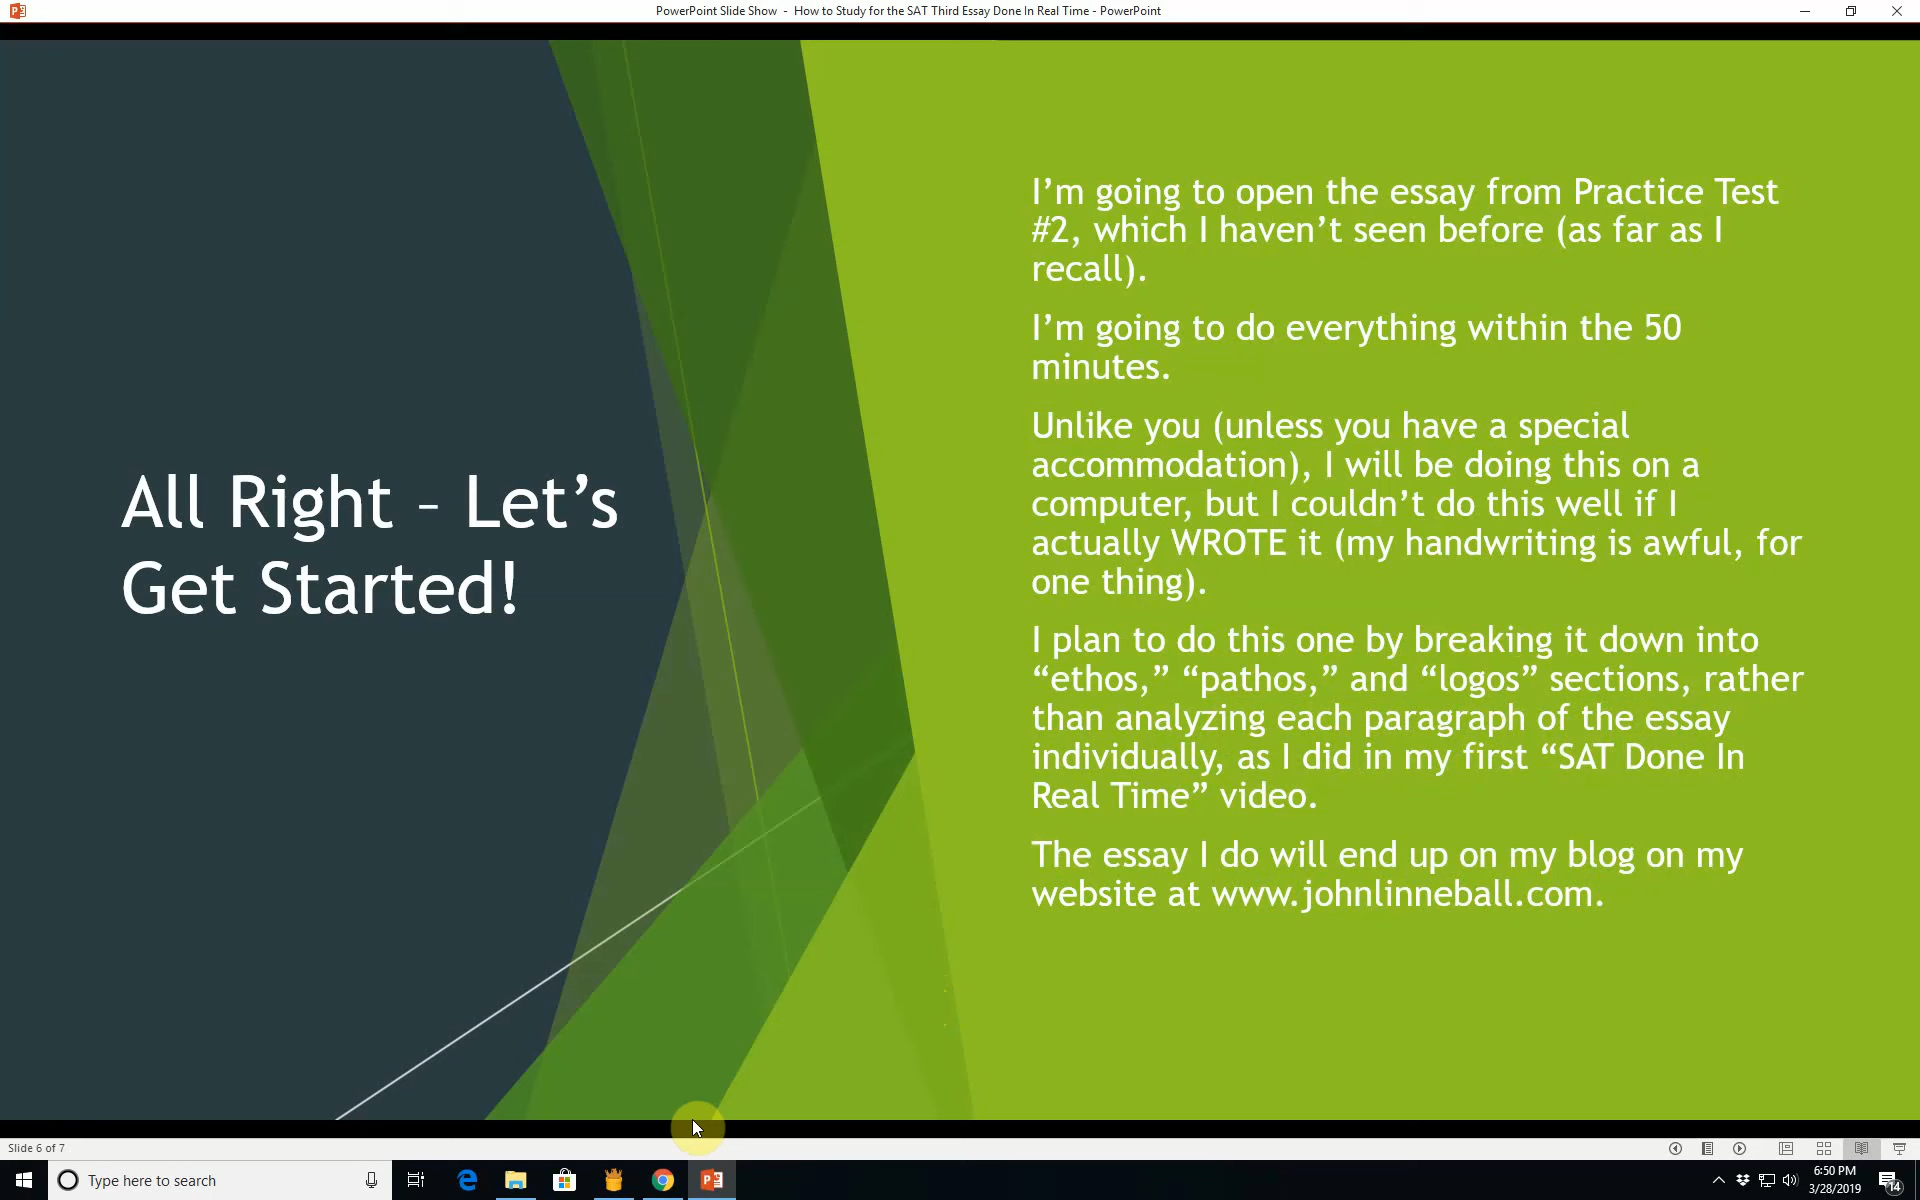 PowerPoint Slide Show - How to Study for the SAT Third Essay Done In Real Time - PowerPoint
All Right – Let’s
Get Started!
I’m going to open the essay from Practice Test
#2, which I haven’t seen before (as far as I
recall).
I’m going to do everything within the 50
minutes.
Unlike you (unless you have a special
accommodation), I will be doing this on a
computer, but I couldn’t do this well if I
actually WROTE it (my handwriting is awful, for
one thing).
I plan to do this one by breaking it down into
“ethos,” “pathos,” and “logos” sections, rather
than analyzing each paragraph of the essay
individually, as I did in my first “SAT Done In
Real Time” video.
The essay I do will end up on my blog on my
website at www.johnlinneball.com.
Slide 6 of 7
Type here to search
6:50 PM
3/28/2019
14